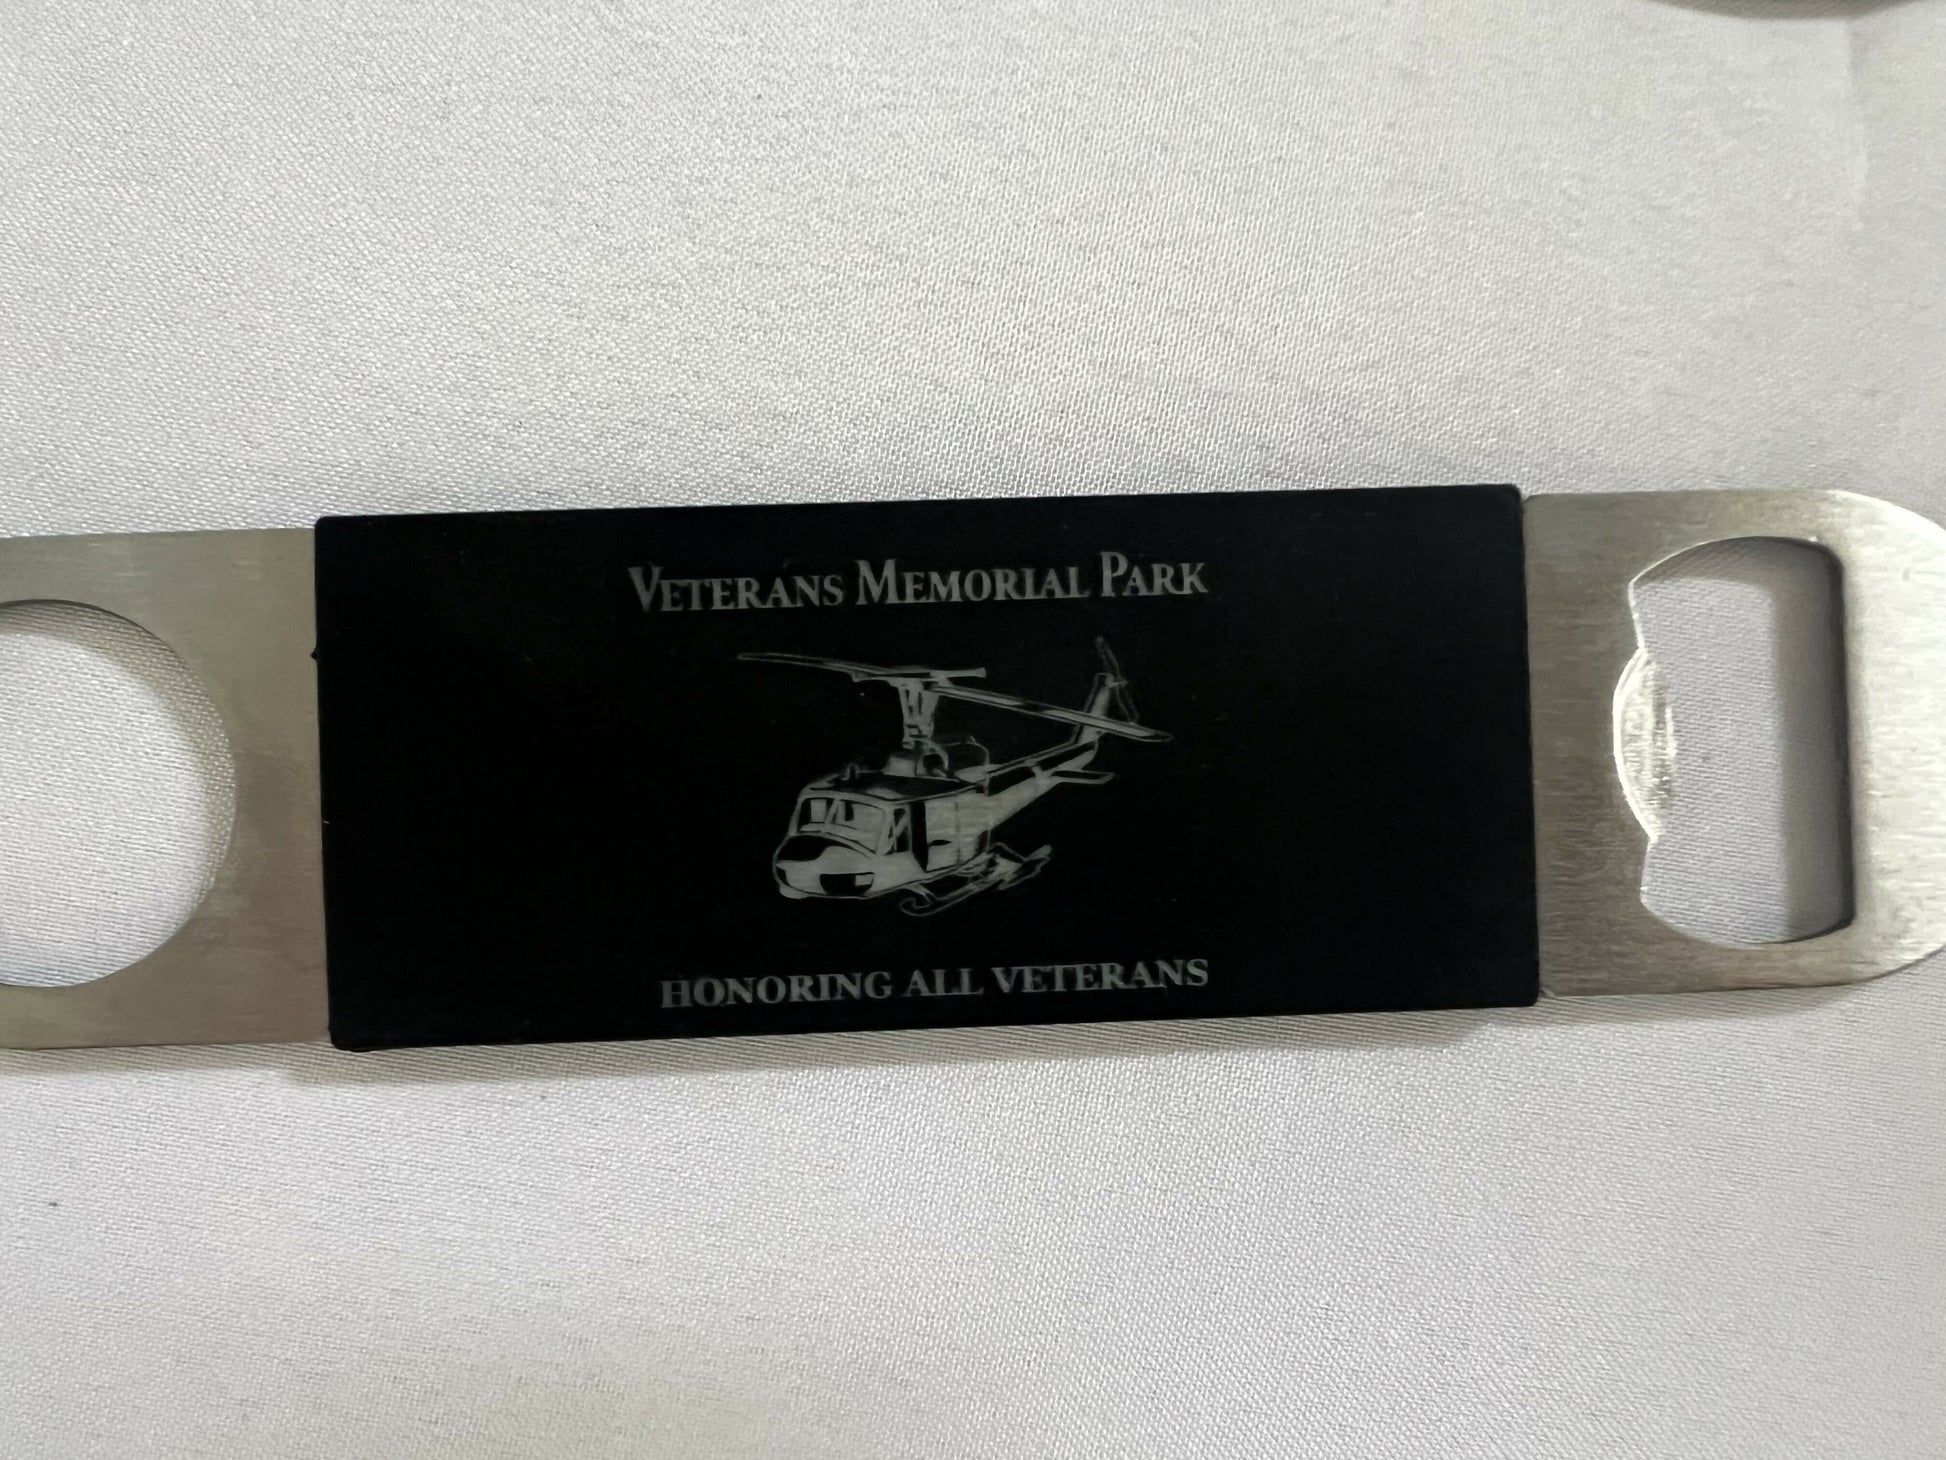 VETERANS MEMORIAL PARK
HONORING ALL VETERANS